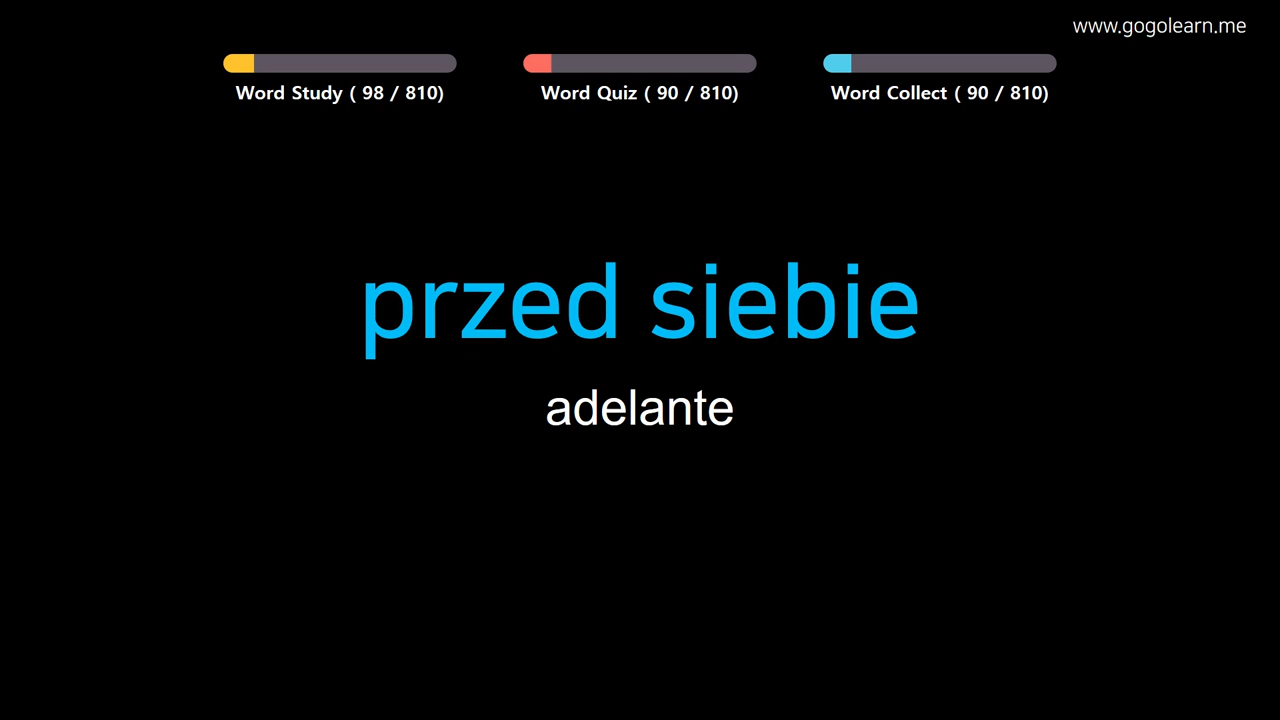 www.gogolearn.me
Word Study ( 98 / 810)
Word Quiz ( 90 / 810)
Word Collect ( 90 / 810)
przed siebie
adelante